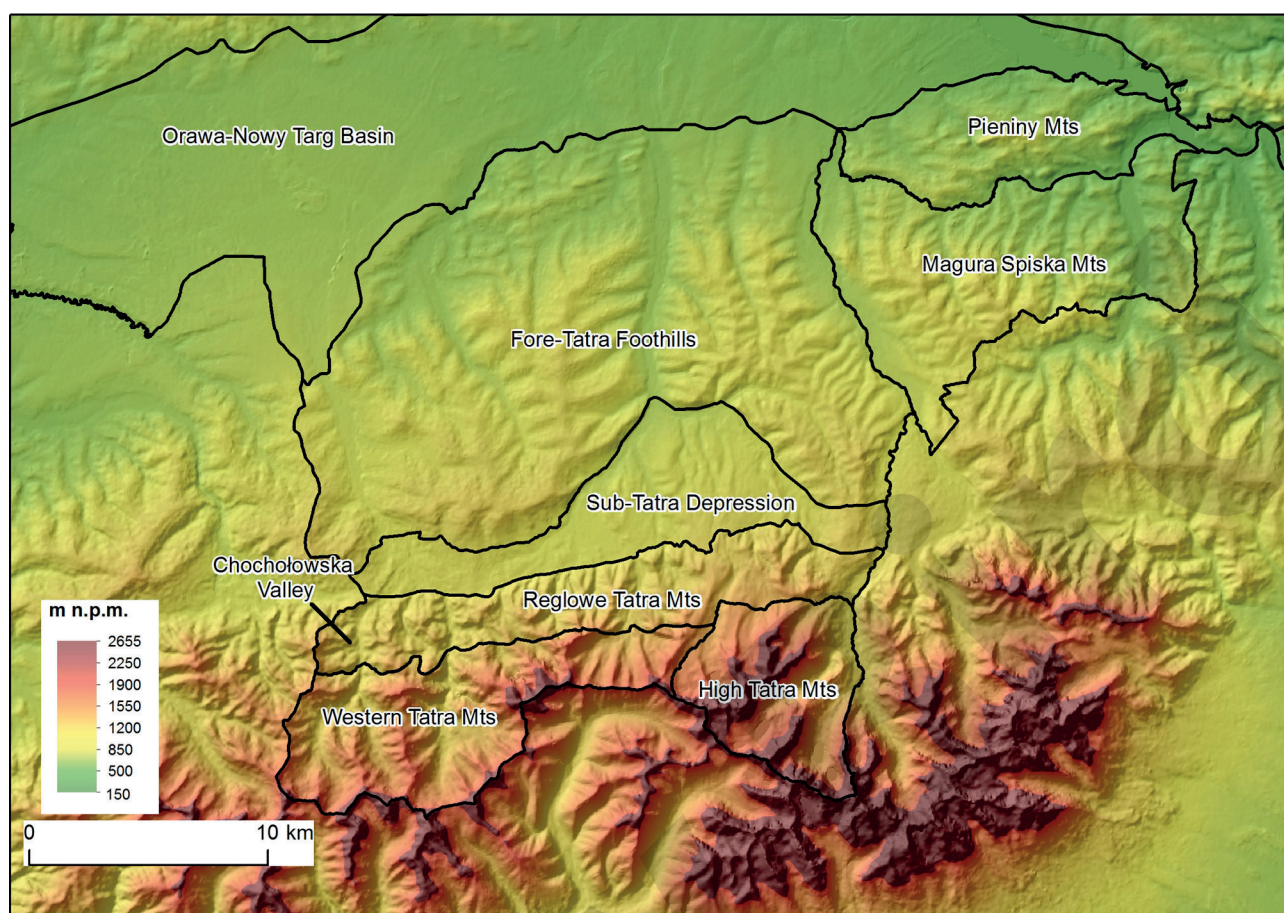 Orawa-Nowy Targ Basin
Pieniny Mts
Magura Spiska Mts
Fore-Tatra Foothills
Sub-Tatra Depression
Chochołowska
Valley
Reglowe Tatra Mts
High Tatra Mts
Western Tatra Mts
m n.p.m.
2655
2250
1900
1550
1200
850
500
150
0 10 km